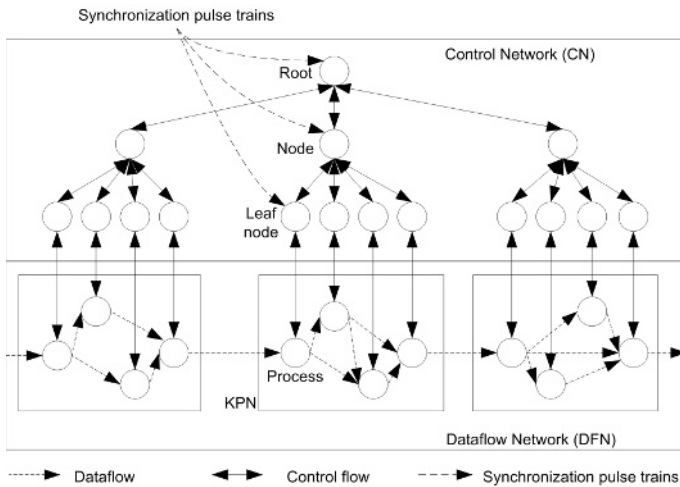 Synchronization pulse trains
Control Network (CN)
Root
Node
Leaf
node
Process
KPN
Dataflow Network (DFN)
Dataflow
Control flow
Synchronization pulse trains